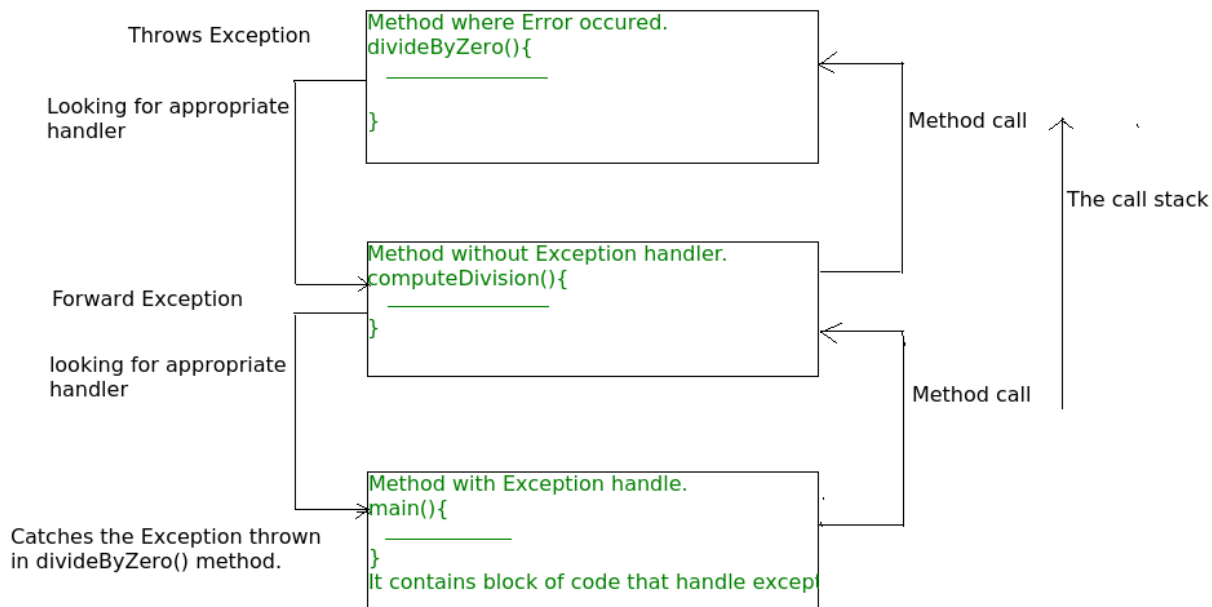 Throws Exception
Looking for appropriate
handler
Method where Error occured.
divideByZero(){
}
Method call
The call stack
Forward Exception
looking for appropriate
handler
Method without Exception handler.
computeDivision(){
}
Method call
Catches the Exception thrown
in divideByZero() method.
Method with Exception handle.
main(){
}
It contains block of code that handle